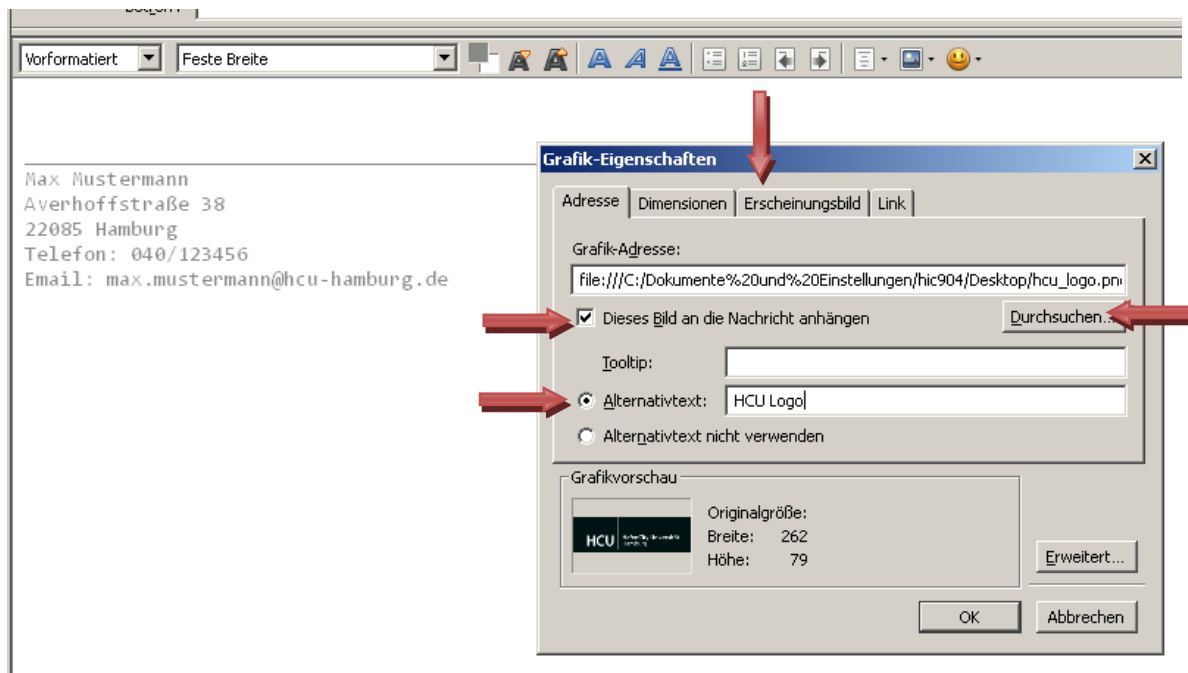 Vorformatiert Feste Breite
Max Mustermann
Averhoffstraße 38
22085 Hamburg
Telefon: 040/123456
Email: max.mustermann@hcu-hamburg.de
Grafik-Eigenschaften
Adresse Dimensionen Erscheinungsbild Link
Grafik-Adresse:
file:///C:/Dokumente%20und%20Einstellungen/hic904/Desktop/hcu_logo.pn
Dieses Bild an die Nachricht anhängen Durchsuchen...
Tooltip:
Alternativtext: HCU Logo
Alternativtext nicht verwenden
Grafikvorschau
HCU HafenCity Universität
Hamburg
Originalgröße:
Breite: 262
Höhe: 79
Erweitert...
OK Abbrechen